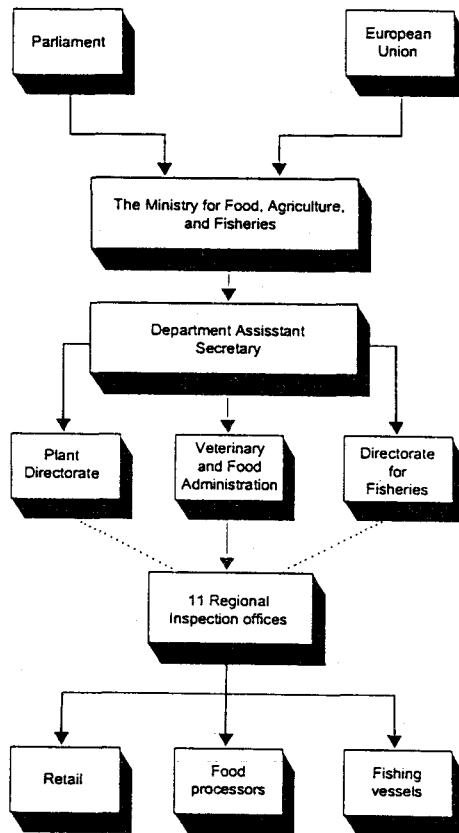 Parliament
European
Union
The Ministry for Food, Agriculture,
and Fisheries
Department Assisstant
Secretary
Plant
Directorate
Veterinary
and Food
Administration
Directorate
for
Fisheries
11 Regional
Inspection offices
Retail
Food
processors
Fishing
vessels